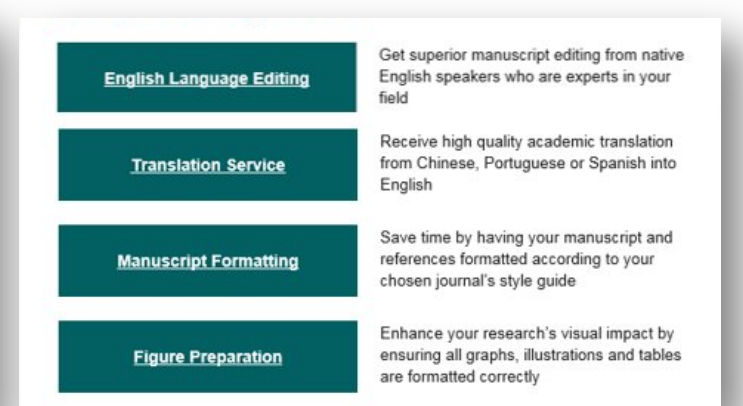 English Language Editing
Get superior manuscript editing from native
English speakers who are experts in your
field
Translation Service
Receive high quality academic translation
from Chinese, Portuguese or Spanish into
English
Manuscript Formatting
Save time by having your manuscript and
references formatted according to your
chosen journal's style guide
Figure Preparation
Enhance your research's visual impact by
ensuring all graphs, illustrations and tables
are formatted correctly